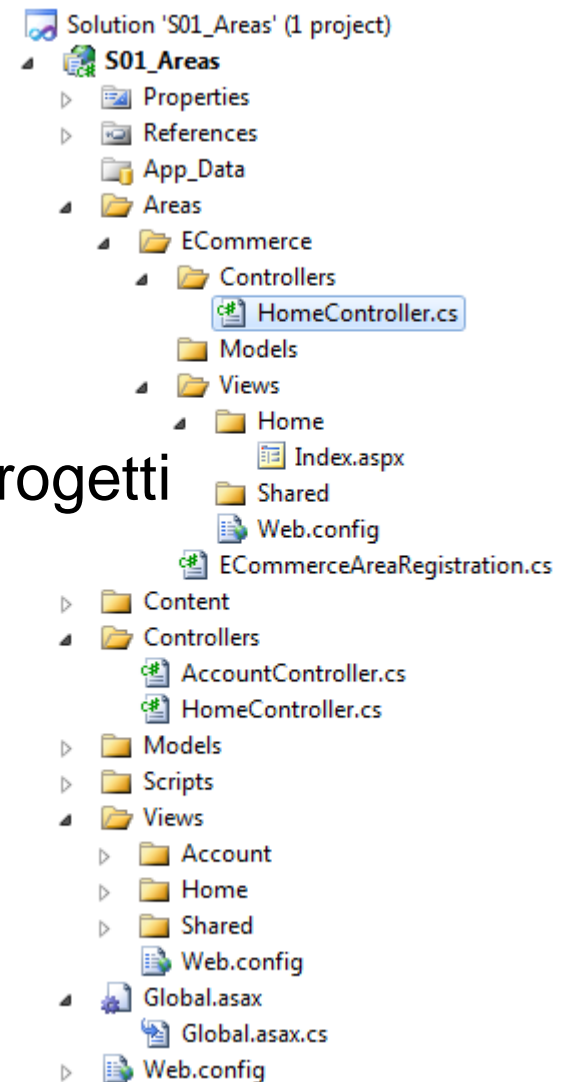 Solution 'S01_Areas' (1 project)
S01_Areas
Properties
References
App_Data
Areas
ECommerce
Controllers
HomeController.cs
Models
Views
Home
Index.aspx
rogetti
Shared
Web.config
ECommerceAreaRegistration.cs
Content
Controllers
AccountController.cs
HomeController.cs
Models
Scripts
Views
Account
Home
Shared
Web.config
Global.asax
Global.asax.cs
Web.config